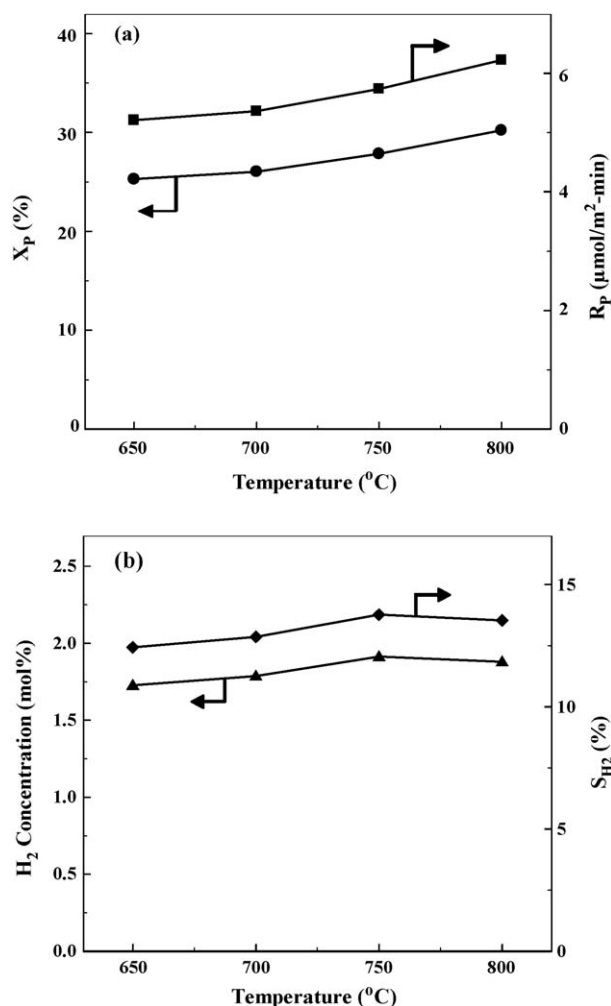 (a)
40
30
20
10
0
X_P (%)
6
4
2
0
R_P (µmol/m²-min)
650 700 750 800
Temperature (°C)
(b)
2.5
2.0
1.5
1.0
0.5
0.0
H₂ Concentration (mol%)
15
10
5
0
S_H2 (%)
650 700 750 800
Temperature (°C)